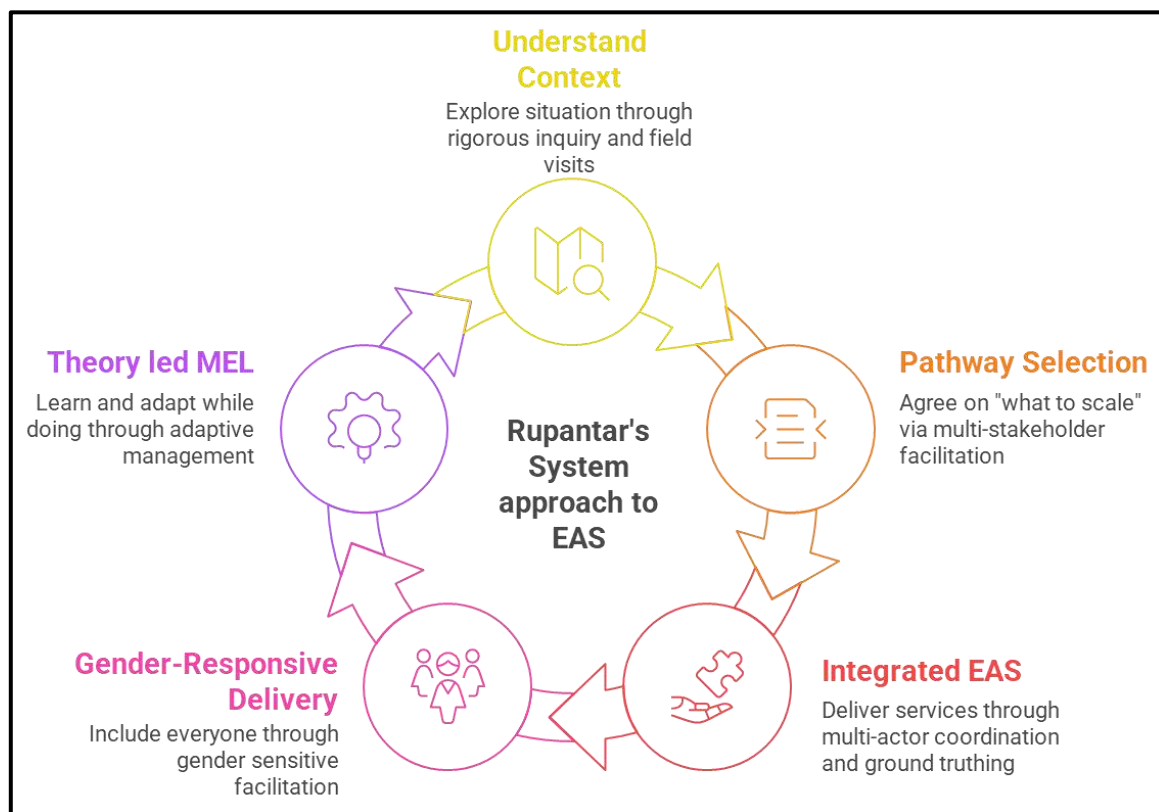 Understand
Context
Explore situation through
rigorous inquiry and field
visits
Pathway Selection
Agree on "what to scale"
via multi-stakeholder
facilitation
Integrated EAS
Deliver services through
multi-actor coordination
and ground truthing
Gender-Responsive
Delivery
Include everyone through
gender sensitive
facilitation
Theory led MEL
Learn and adapt while
doing through adaptive
management
Rupantar's
System
approach to
EAS